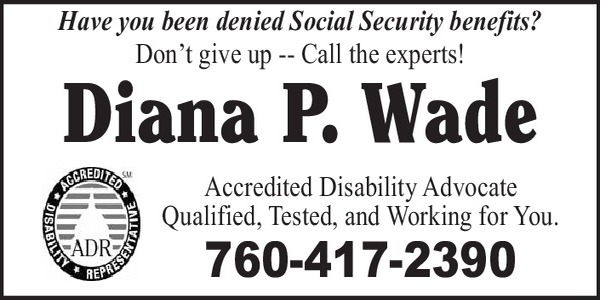 Have you been denied Social Security benefits?
Don't give up -- Call the experts!
Diana P. Wade
ACCREDITED SM
DISABILITY
REPRESENTATIVE
ADR
Accredited Disability Advocate
Qualified, Tested, and Working for You.
760-417-2390